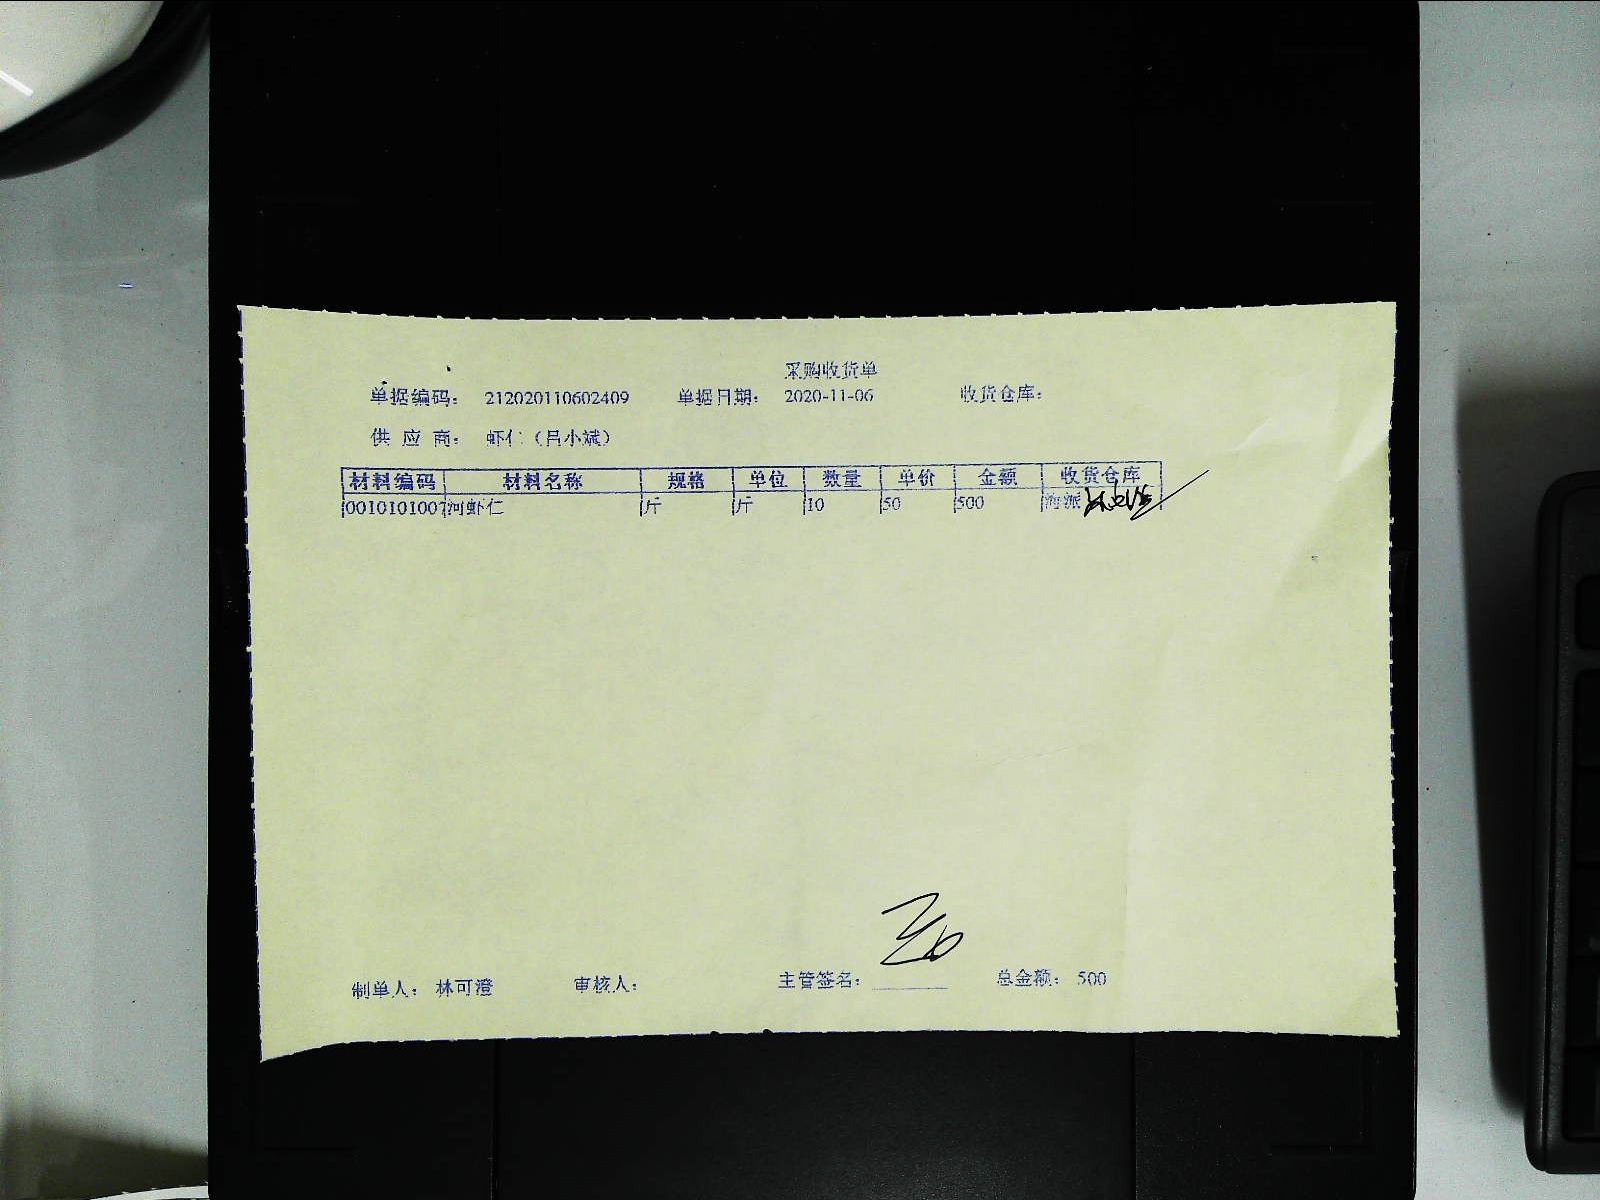 采购收货单
单据编码： 212020110602409 单据日期： 2020-11-06 收货仓库：
供 应 商： 虾仁（吕小斌）
材料编码 材料名称 规格 单位 数量 单价 金额 收货仓库
0010101007 河虾仁 斤 斤 10 50 500 海派
制单人： 林可澄 审核人： 主管签名： 总金额： 500